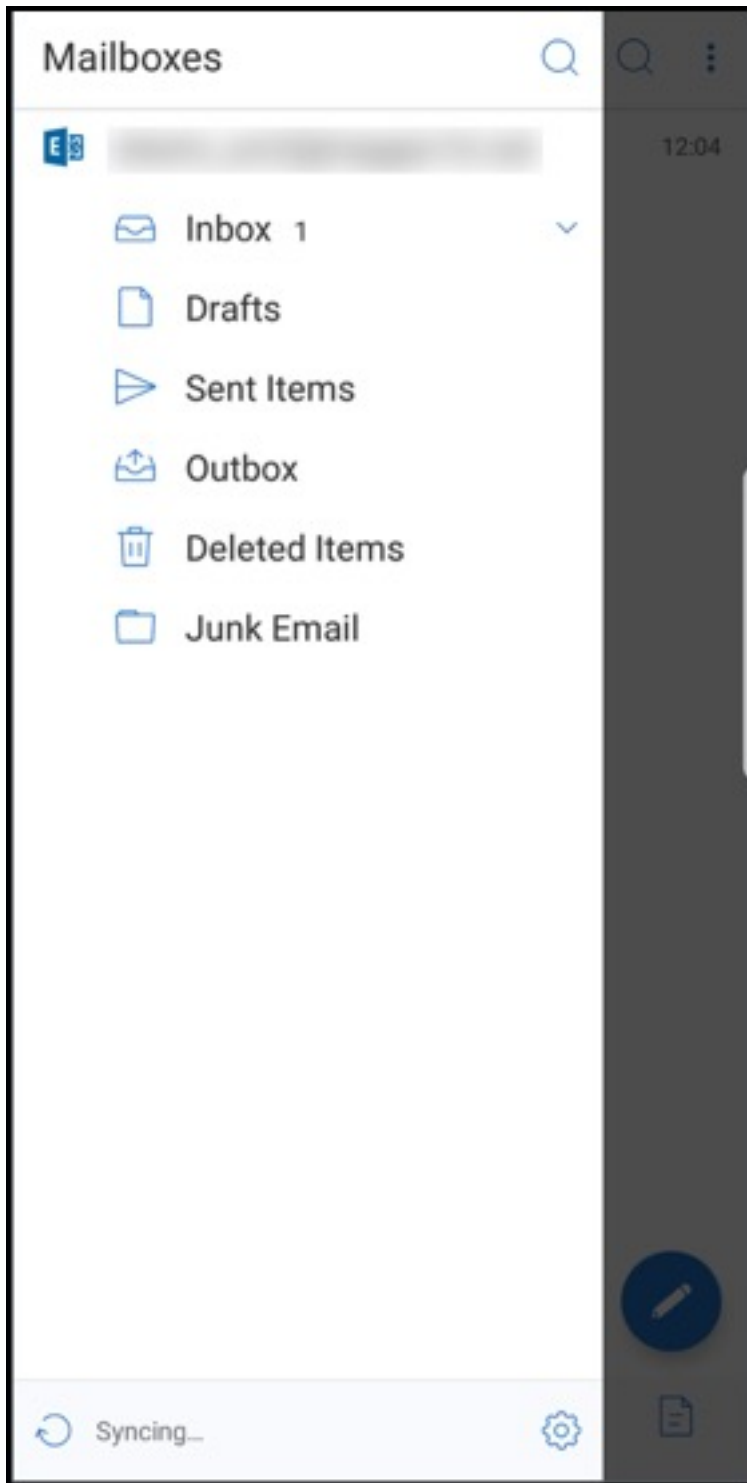 Mailboxes
12:04
E
Inbox 1
Drafts
Sent Items
Outbox
Deleted Items
Junk Email
Syncing...